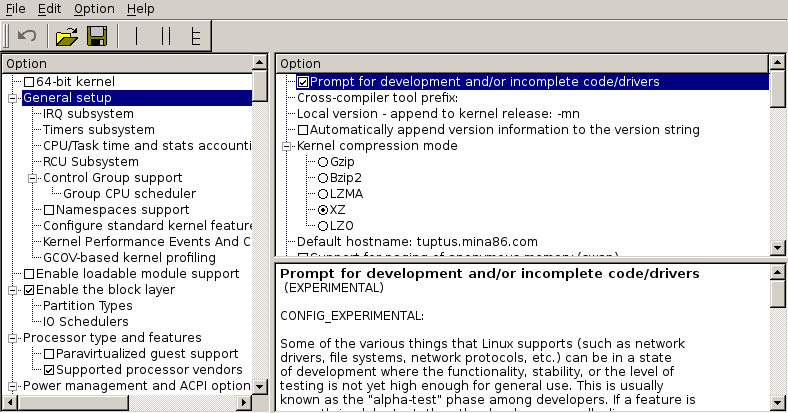 File Edit Option Help
Option
64-bit kernel
General setup
IRQ subsystem
Timers subsystem
CPU/Task time and stats accounti
RCU Subsystem
Control Group support
Group CPU scheduler
Namespaces support
Configure standard kernel feature
Kernel Performance Events And C
GCOV-based kernel profiling
Enable loadable module support
Enable the block layer
Partition Types
IO Schedulers
Processor type and features
Paravirtualized guest support
Supported processor vendors
Power management and ACPI option
Option
Prompt for development and/or incomplete code/drivers
Cross-compiler tool prefix:
Local version - append to kernel release: -mn
Automatically append version information to the version string
Kernel compression mode
Gzip
Bzip2
LZMA
XZ
LZO
Default hostname: tuptus.mina86.com
Support for paging of anonymous memory (swap)
Prompt for development and/or incomplete code/drivers
(EXPERIMENTAL)
CONFIG_EXPERIMENTAL:
Some of the various things that Linux supports (such as network
drivers, file systems, network protocols, etc.) can be in a state
of development where the functionality, stability, or the level of
testing is not yet high enough for general use. This is usually
known as the "alpha-test" phase among developers. If a feature is